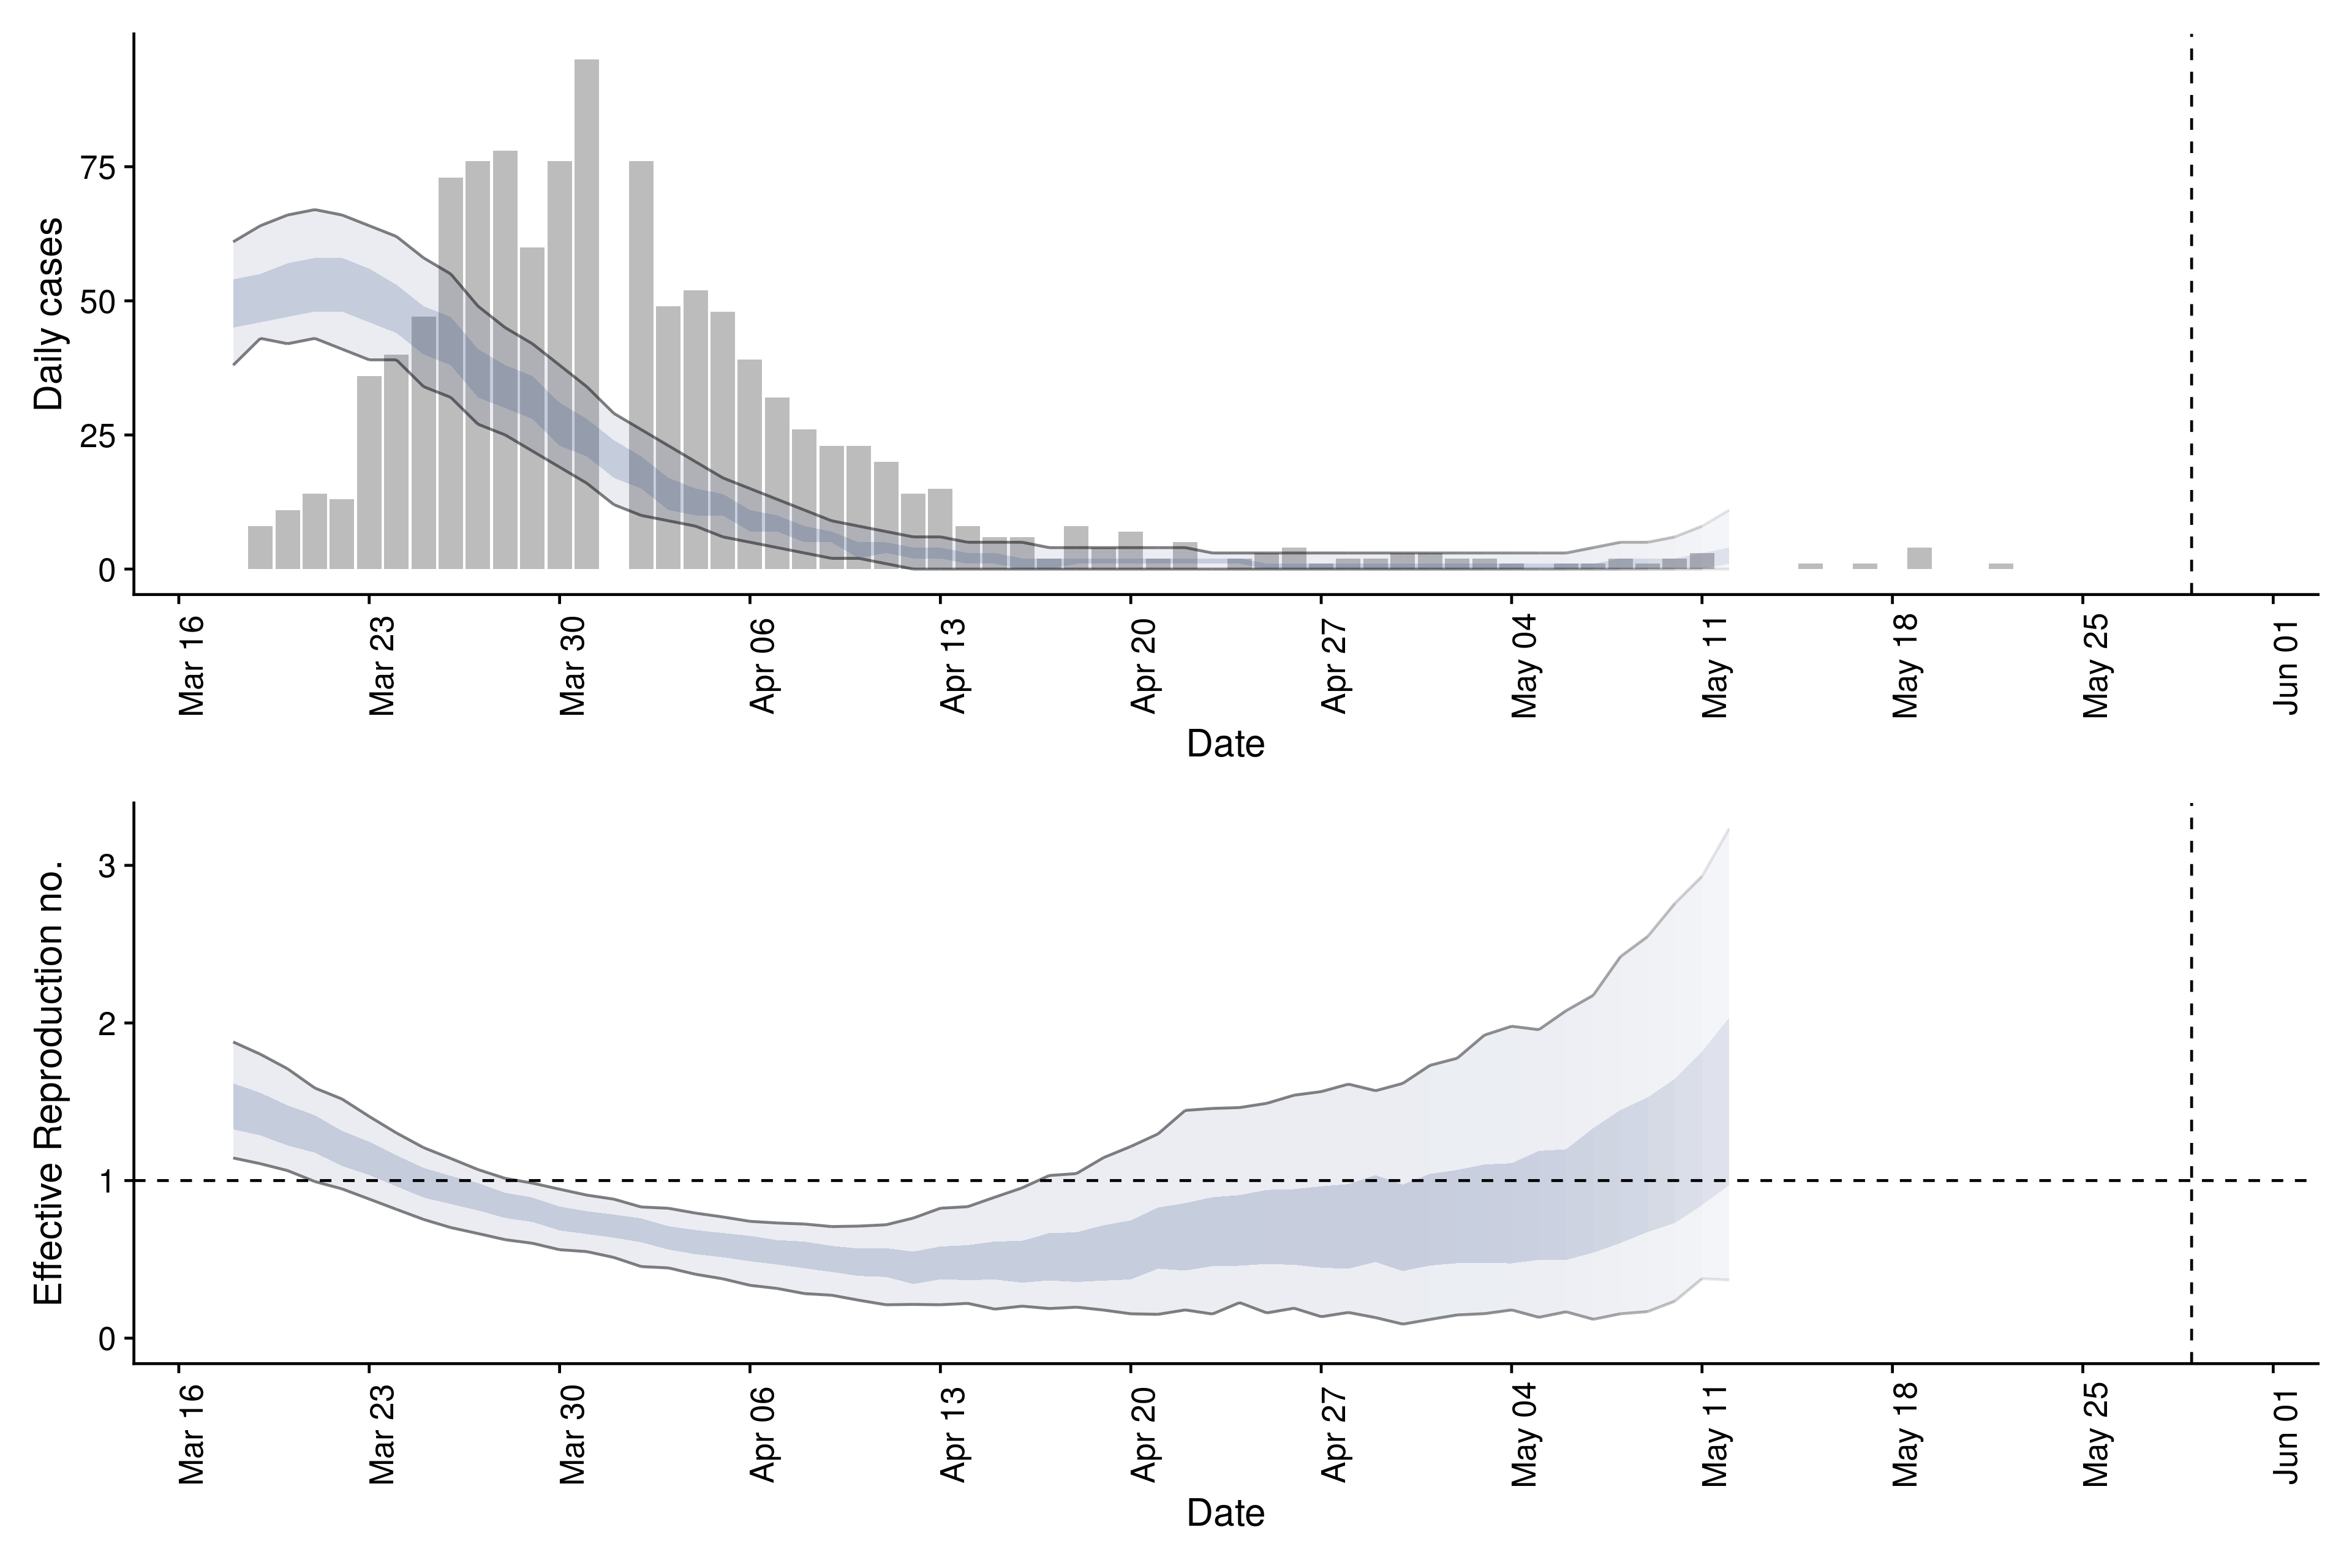 Daily cases
75
50
25
0
Mar 16
Mar 23
Mar 30
Apr 06
Apr 13
Apr 20
Apr 27
May 04
May 11
May 18
May 25
Jun 01
Date
Effective Reproduction no.
3
2
1
0
Mar 16
Mar 23
Mar 30
Apr 06
Apr 13
Apr 20
Apr 27
May 04
May 11
May 18
May 25
Jun 01
Date